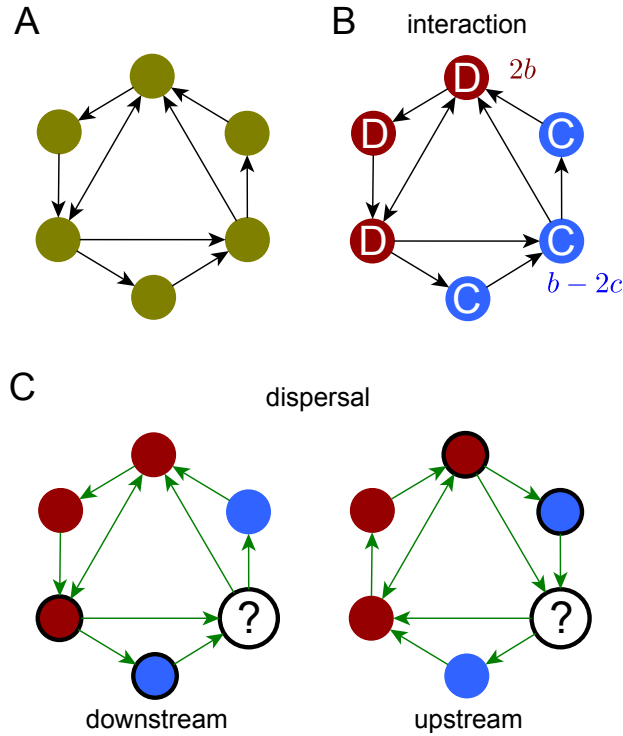 A
B
interaction
D
2b
D
C
D
C
C
b − 2c
C
dispersal
?
?
downstream
upstream